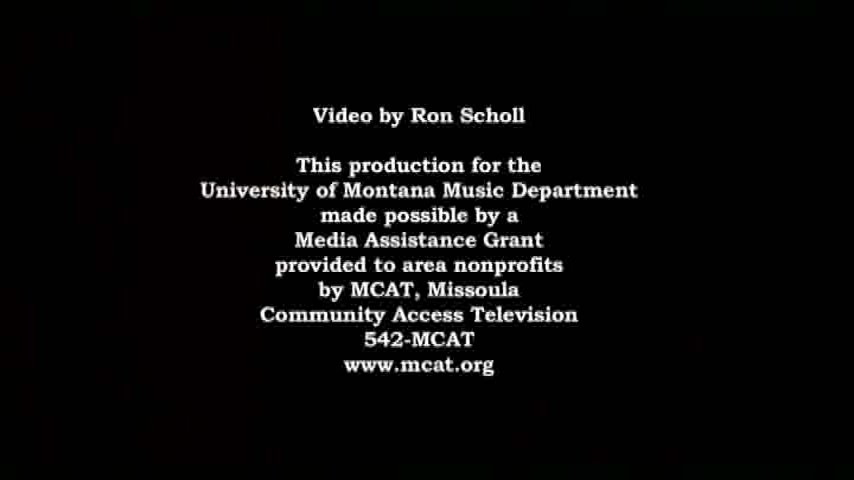 Video by Ron Scholl
This production for the
University of Montana Music Department
made possible by a
Media Assistance Grant
provided to area nonprofits
by MCAT, Missoula
Community Access Television
542-MCAT
www.mcat.org